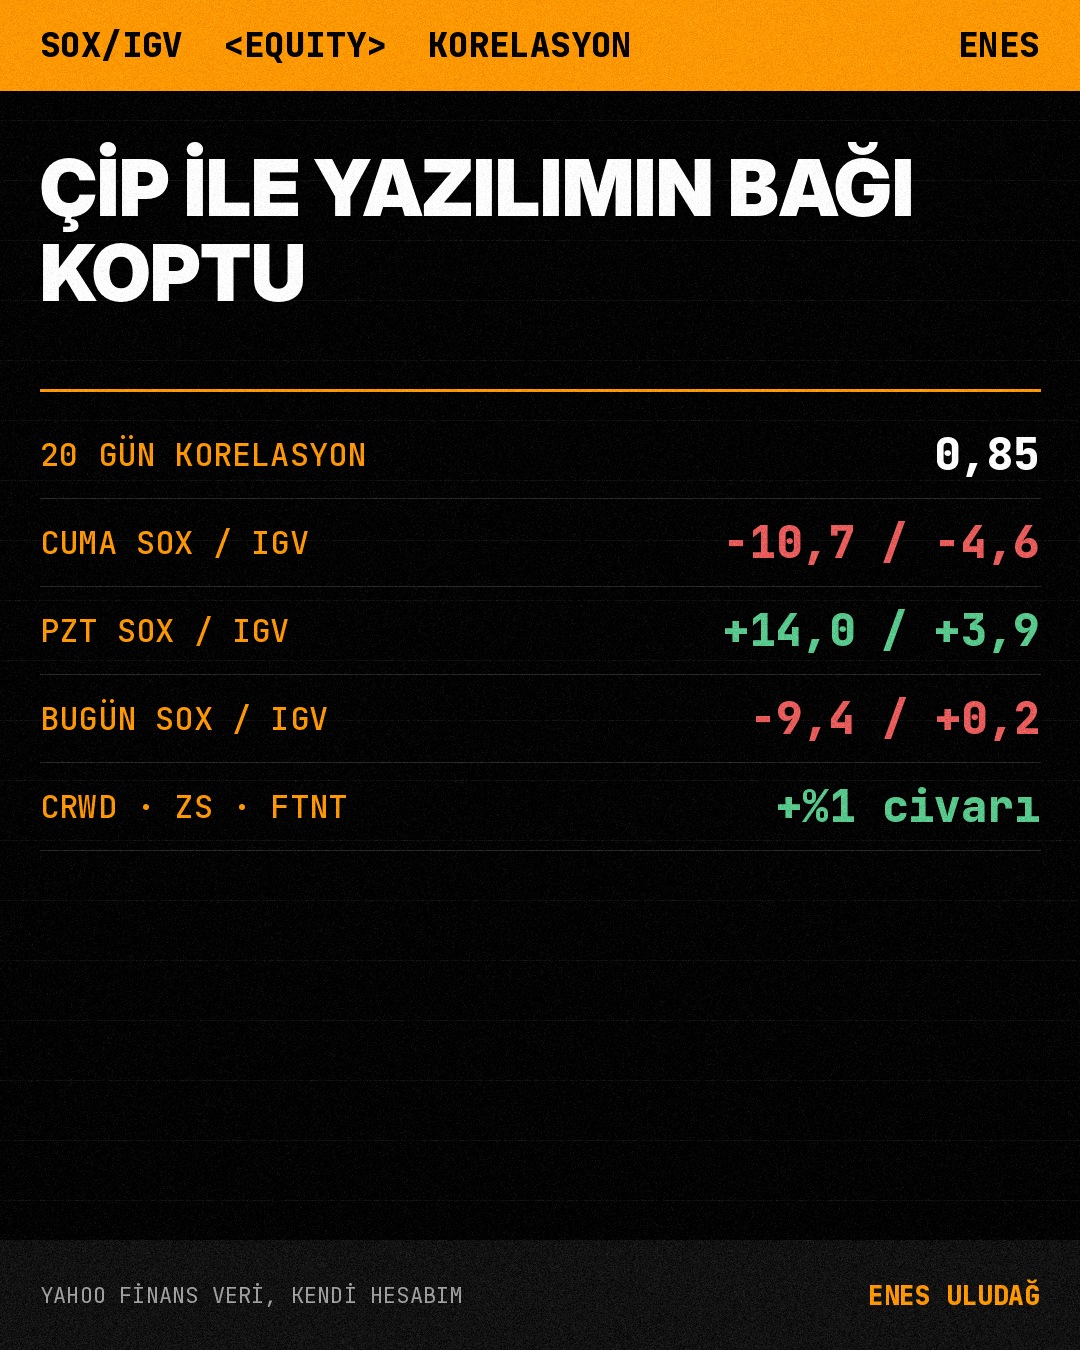 SOX/IGV <EQUITY> KORELASYON ENES
ÇİP İLE YAZILIMIN BAĞI
KOPTU
20 GÜN KORELASYON 0,85
CUMA SOX / IGV -10,7 / -4,6
PZT SOX / IGV +14,0 / +3,9
BUGÜN SOX / IGV -9,4 / +0,2
CRWD · ZS · FTNT +%1 civarı
YAHOO FİNANS VERİ, KENDİ HESABIM ENES ULUDAĞ